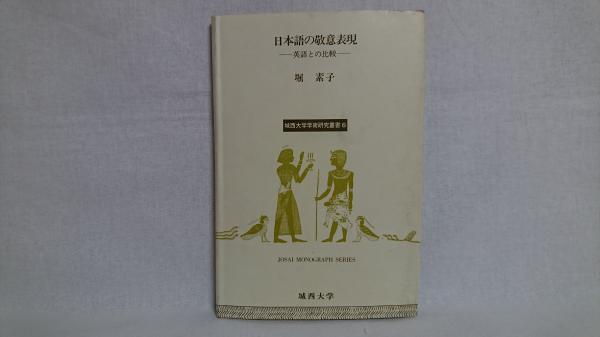 日本語の敬意表現
──英語との比較──
堀 素子
城西大学学術研究叢書6
JOSAI MONOGRAPH SERIES
城西大学